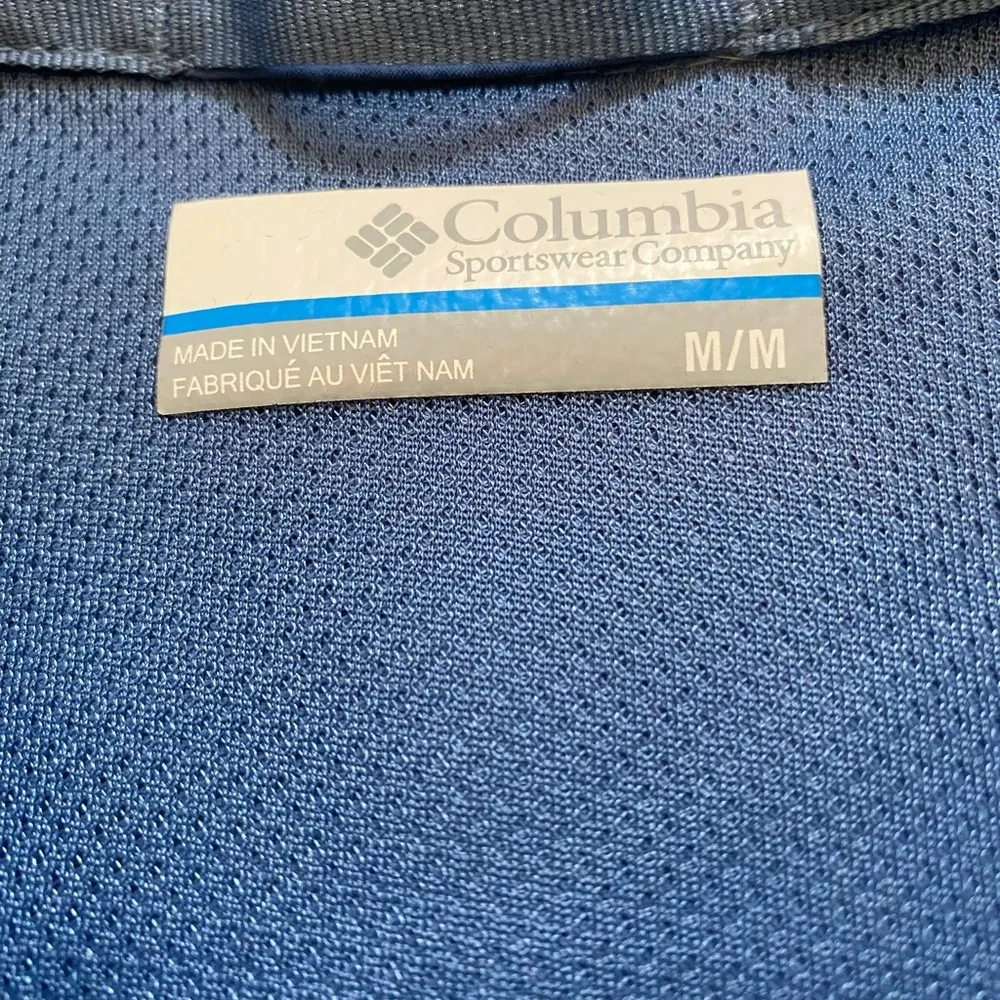 Columbia
Sportswear Company
MADE IN VIETNAM
FABRIQUÉ AU VIÊT NAM
M/M